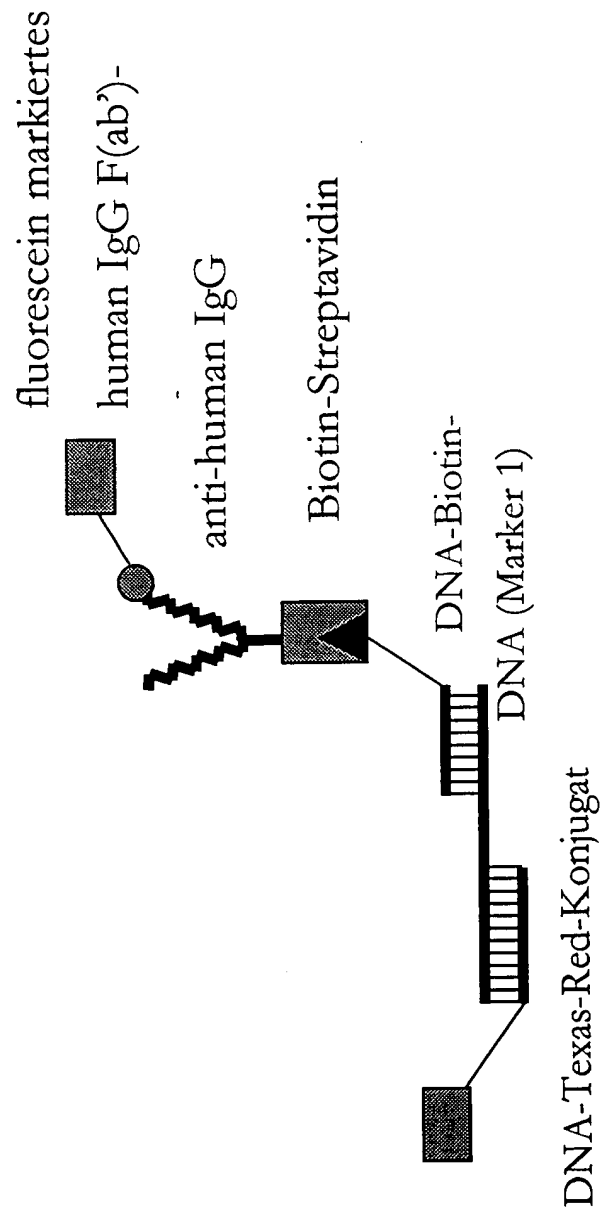 fluorescein markiertes
human IgG F(ab')-
anti-human IgG
Biotin-Streptavidin
DNA-Biotin-
DNA (Marker 1)
DNA-Texas-Red-Konjugat